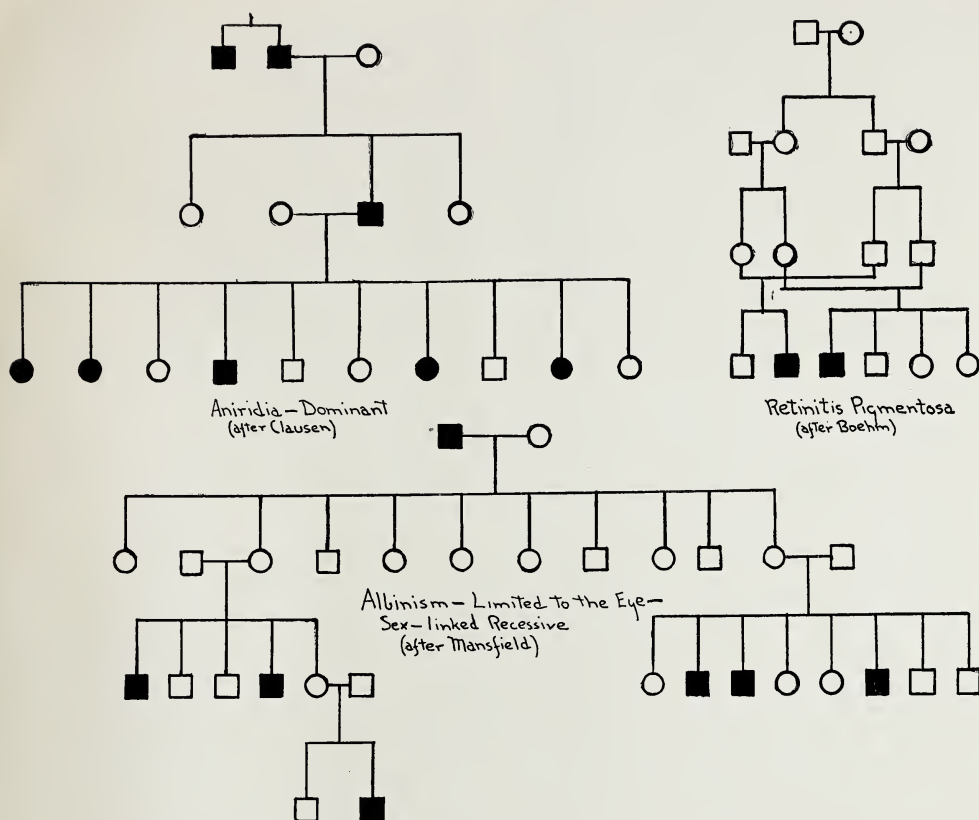 Aniridia – Dominant
(after Clausen)
Retinitis Pigmentosa
(after Boehm)
Albinism – Limited to the Eye –
Sex-linked Recessive
(after Mansfield)